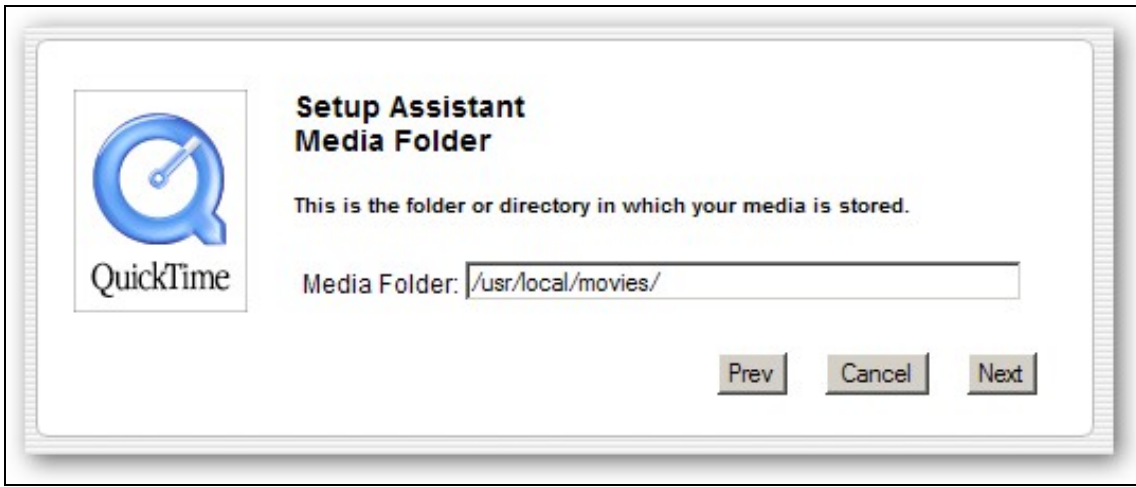 Setup Assistant
Media Folder
This is the folder or directory in which your media is stored.
QuickTime
Media Folder: /usr/local/movies/
Prev Cancel Next